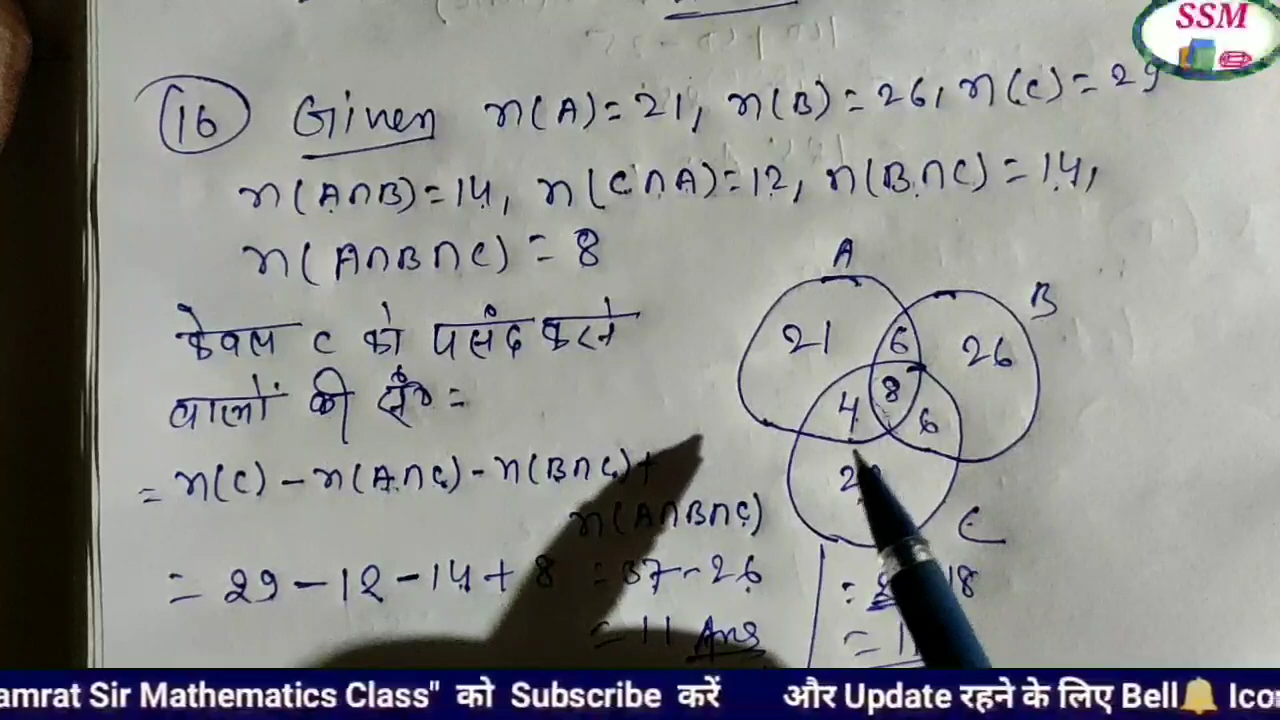 SSM
16 Given n(A)=21, n(B)=26, n(C)=29
n(A∩B)=14, n(C∩A)=12, n(B∩C)=14,
n(A∩B∩C)=8
केवल C को पसंद करने
वालों की सं० =
= n(C) - n(A∩C) - n(B∩C) +
n(A∩B∩C)
= 29 - 12 - 14 + 8 = 37 - 26
= 11 Ans
A
B
21 6 26
8
4 6
C
18
amrat Sir Mathematics Class" को Subscribe करें और Update रहने के लिए Bell🔔 Icon